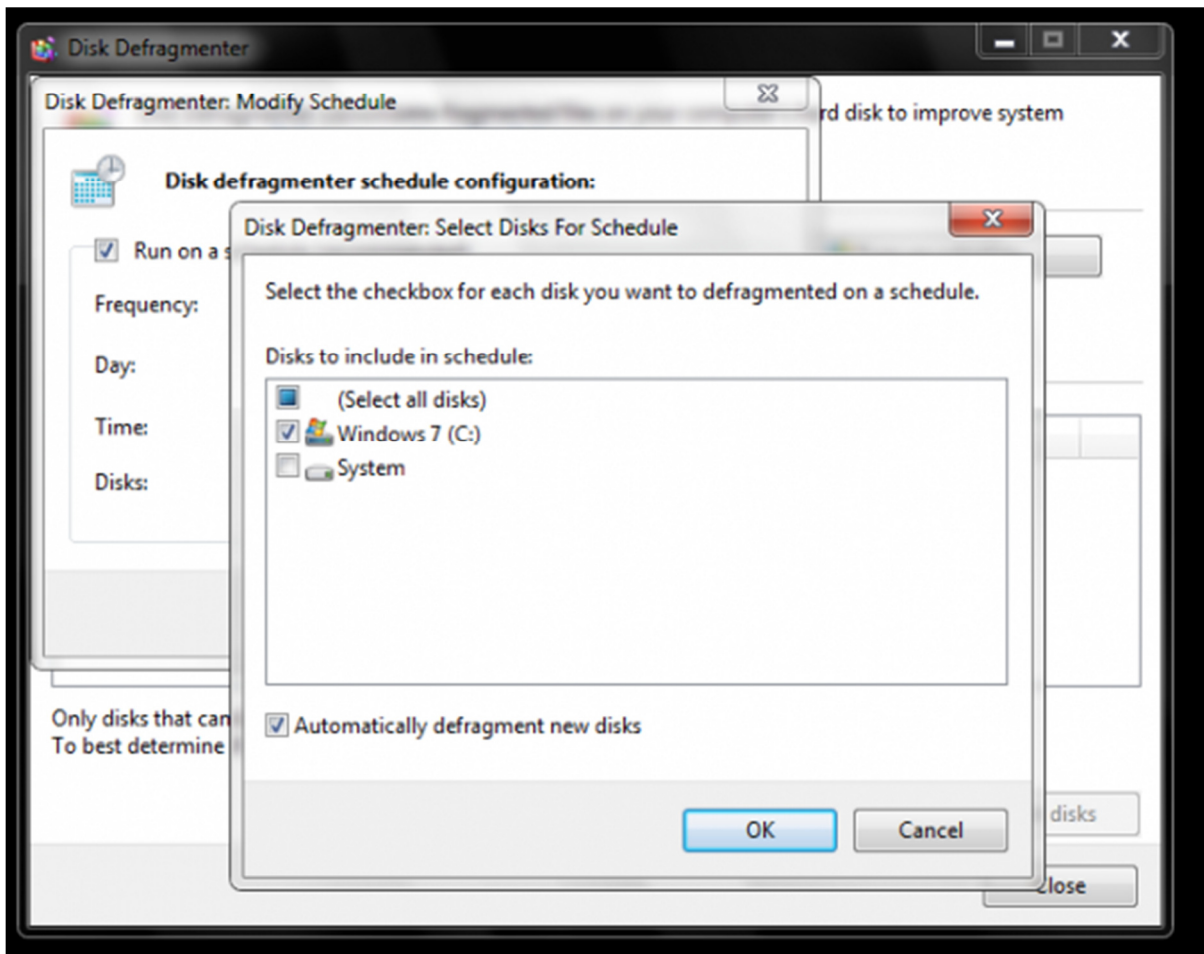 Disk Defragmenter
Disk Defragmenter: Modify Schedule
rd disk to improve system
Disk defragmenter schedule configuration:
Disk Defragmenter: Select Disks For Schedule
Run on a s
Select the checkbox for each disk you want to defragmented on a schedule.
Frequency:
Disks to include in schedule:
Day:
(Select all disks)
Time:
Windows 7 (C:)
System
Disks:
Only disks that can
Automatically defragment new disks
To best determine
disks
OK
Cancel
Close